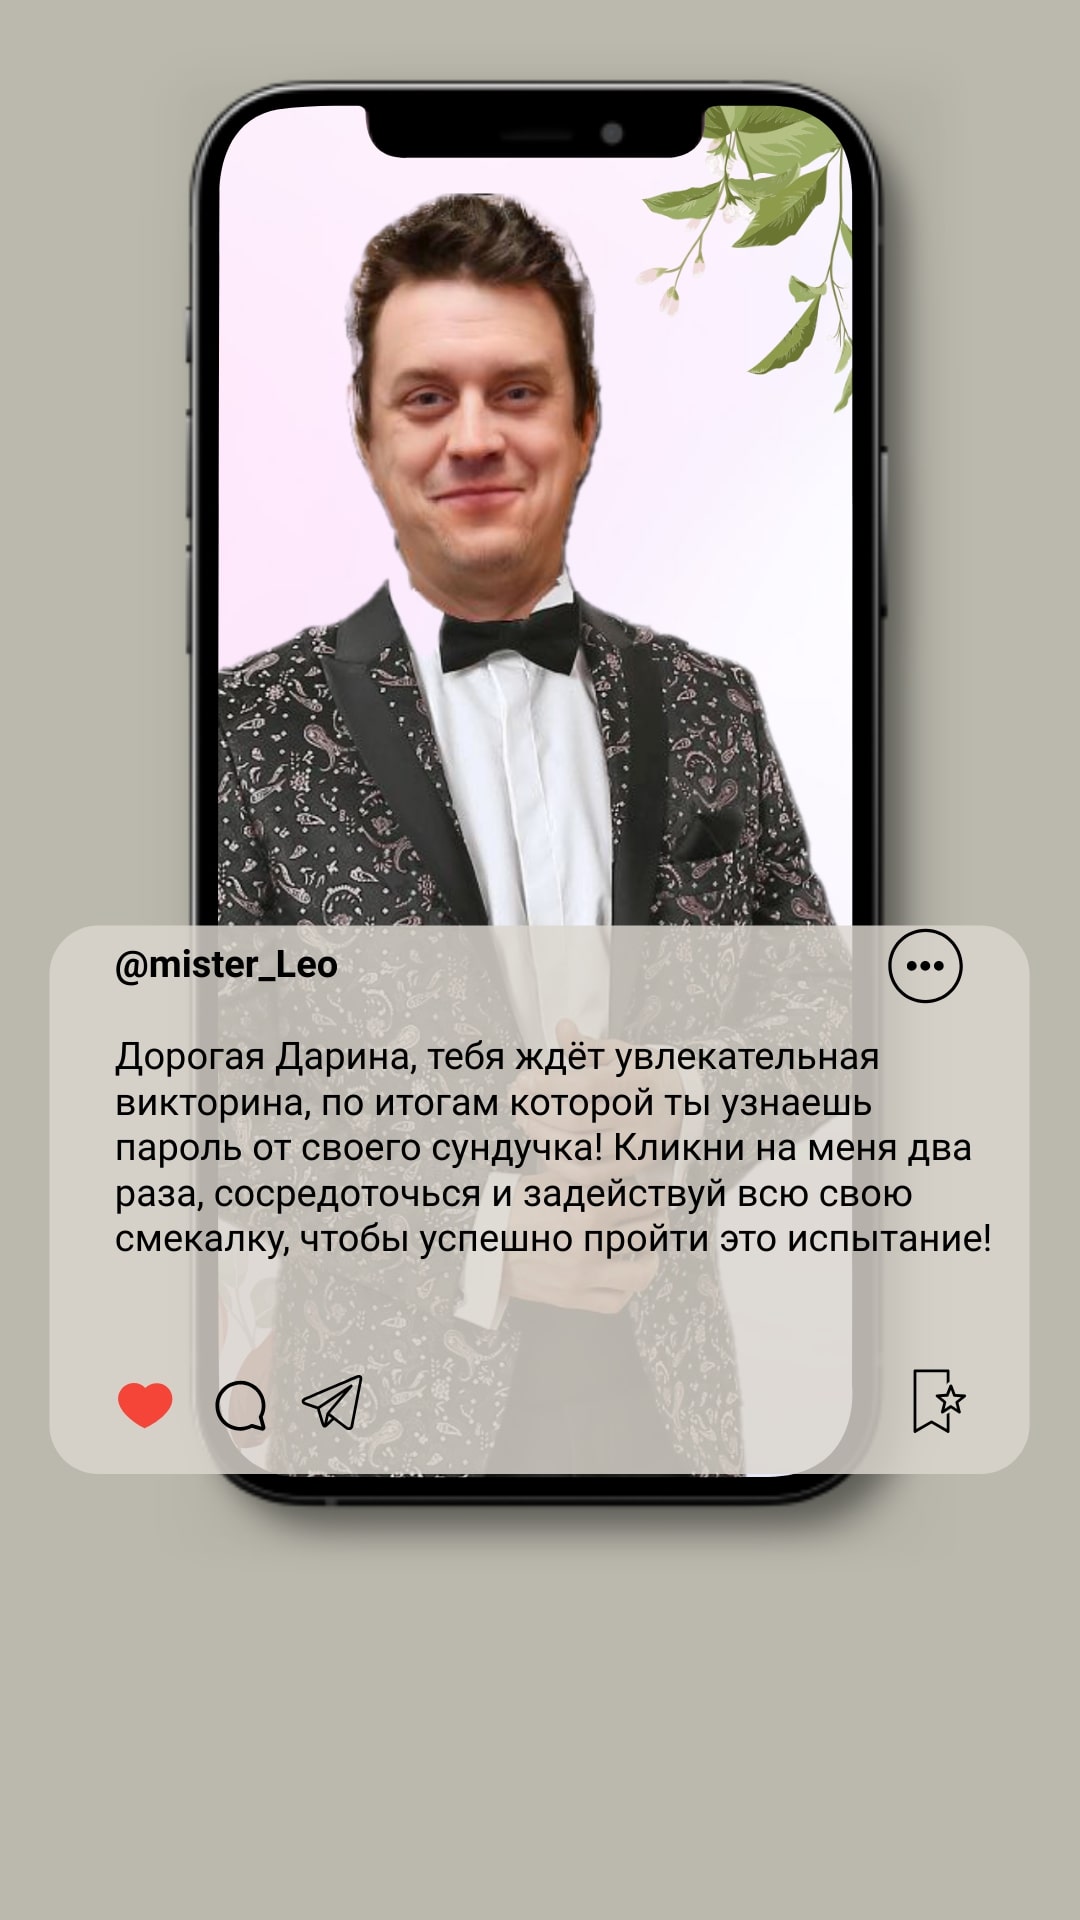 @mister_Leo
Дорогая Дарина, тебя ждёт увлекательная
викторина, по итогам которой ты узнаешь
пароль от своего сундучка! Кликни на меня два
раза, сосредоточься и задействуй всю свою
смекалку, чтобы успешно пройти это испытание!